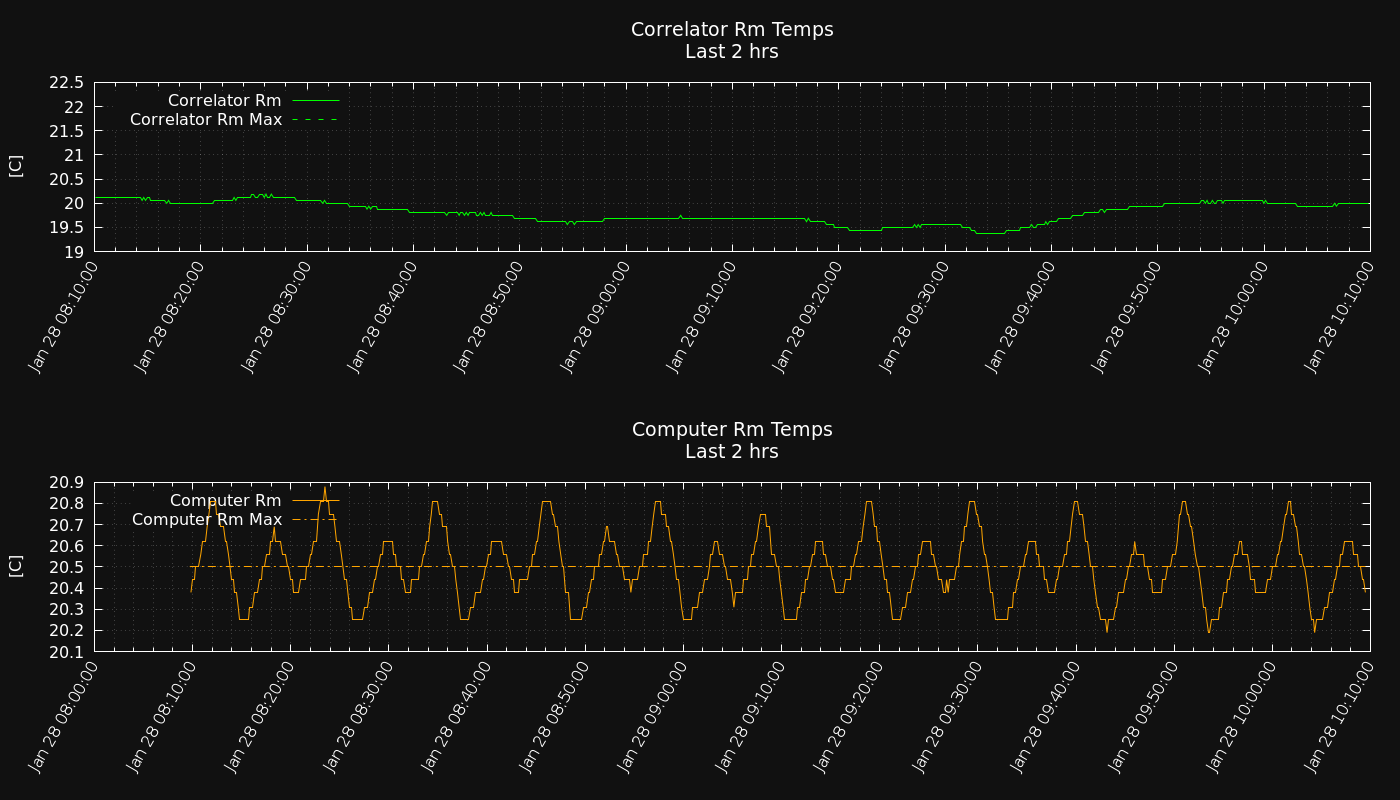 Correlator Rm Temps
Last 2 hrs
[C]
22.5
22
21.5
21
20.5
20
19.5
19
Correlator Rm
Correlator Rm Max
Jan 28 08:10:00
Jan 28 08:20:00
Jan 28 08:30:00
Jan 28 08:40:00
Jan 28 08:50:00
Jan 28 09:00:00
Jan 28 09:10:00
Jan 28 09:20:00
Jan 28 09:30:00
Jan 28 09:40:00
Jan 28 09:50:00
Jan 28 10:00:00
Jan 28 10:10:00
Computer Rm Temps
Last 2 hrs
[C]
20.9
20.8
20.7
20.6
20.5
20.4
20.3
20.2
20.1
Computer Rm
Computer Rm Max
Jan 28 08:00:00
Jan 28 08:10:00
Jan 28 08:20:00
Jan 28 08:30:00
Jan 28 08:40:00
Jan 28 08:50:00
Jan 28 09:00:00
Jan 28 09:10:00
Jan 28 09:20:00
Jan 28 09:30:00
Jan 28 09:40:00
Jan 28 09:50:00
Jan 28 10:00:00
Jan 28 10:10:00